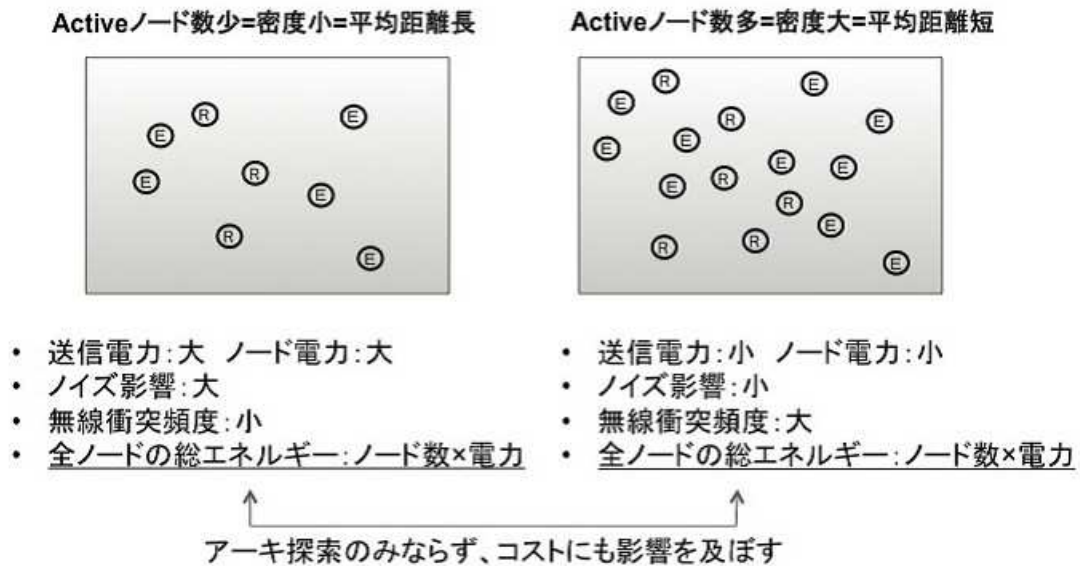 Activeノード数少=密度小=平均距離長
R
E
E
E
R
E
R
E
• 送信電力：大 ノード電力：大
• ノイズ影響：大
• 無線衝突頻度：小
• 全ノードの総エネルギー：ノード数×電力
Activeノード数多=密度大=平均距離短
R
E
E
R
E
E
E
E
E
R
E
R
E
R
R
E
• 送信電力：小 ノード電力：小
• ノイズ影響：小
• 無線衝突頻度：大
• 全ノードの総エネルギー：ノード数×電力
アーキ探索のみならず、コストにも影響を及ぼす